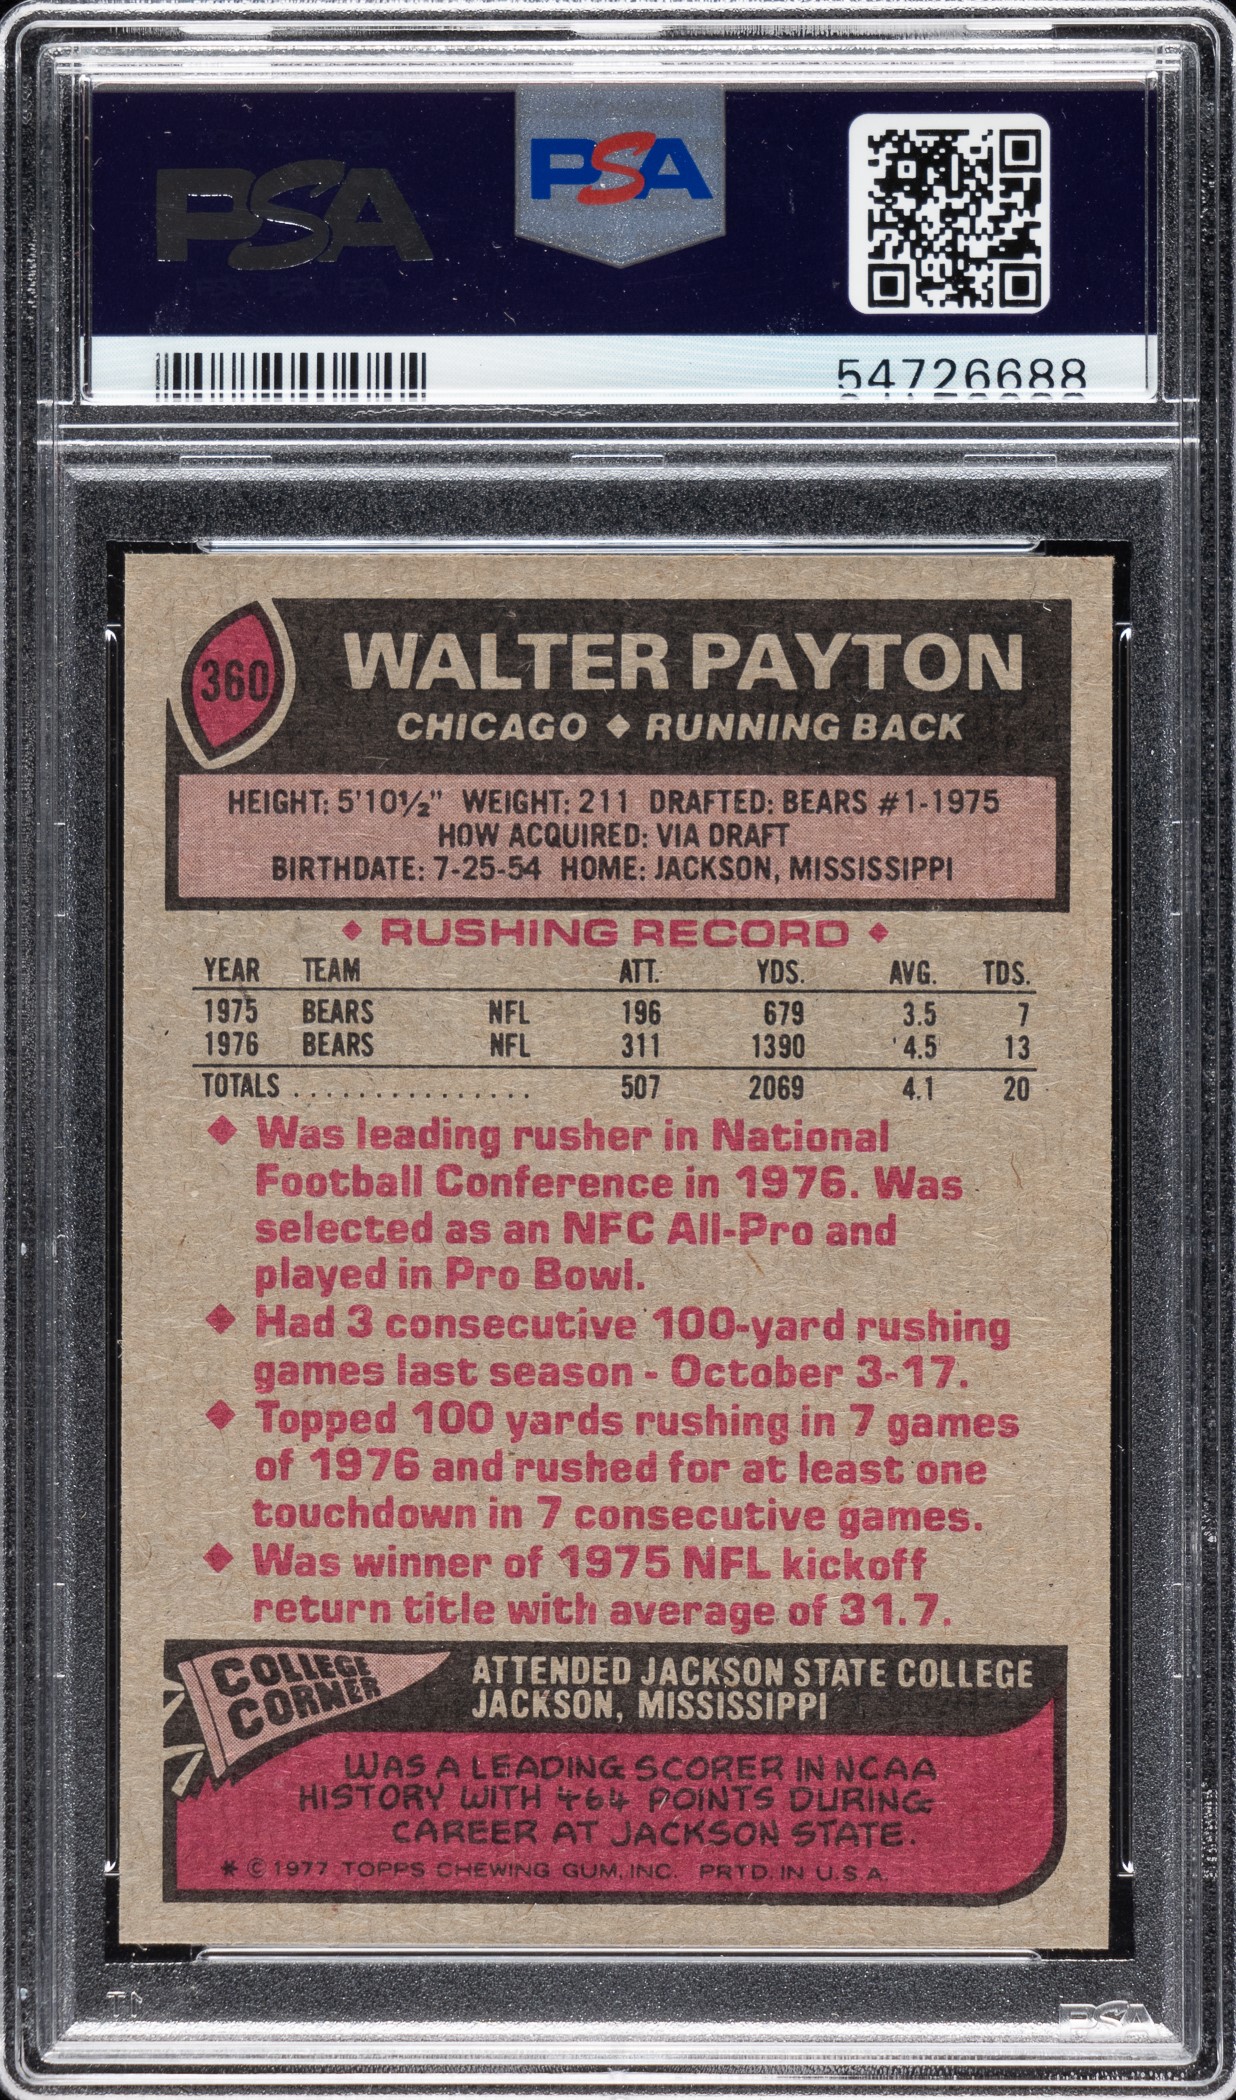 PSA
PSA
54726688
360
WALTER PAYTON
CHICAGO ♦ RUNNING BACK
HEIGHT: 5'10½" WEIGHT: 211 DRAFTED: BEARS #1-1975
HOW ACQUIRED: VIA DRAFT
BIRTHDATE: 7-25-54 HOME: JACKSON, MISSISSIPPI
♦ RUSHING RECORD ♦
YEAR TEAM ATT. YDS. AVG. TDS.
1975 BEARS NFL 196 679 3.5 7
1976 BEARS NFL 311 1390 4.5 13
TOTALS ............... 507 2069 4.1 20
♦ Was leading rusher in National
Football Conference in 1976. Was
selected as an NFC All-Pro and
played in Pro Bowl.
♦ Had 3 consecutive 100-yard rushing
games last season - October 3-17.
♦ Topped 100 yards rushing in 7 games
of 1976 and rushed for at least one
touchdown in 7 consecutive games.
♦ Was winner of 1975 NFL kickoff
return title with average of 31.7.
COLLEGE
CORNER
ATTENDED JACKSON STATE COLLEGE
JACKSON, MISSISSIPPI
WAS A LEADING SCORER IN NCAA
HISTORY WITH 464 POINTS DURING
CAREER AT JACKSON STATE.
* © 1977 TOPPS CHEWING GUM, INC. PRTD. IN U.S.A.
PSA